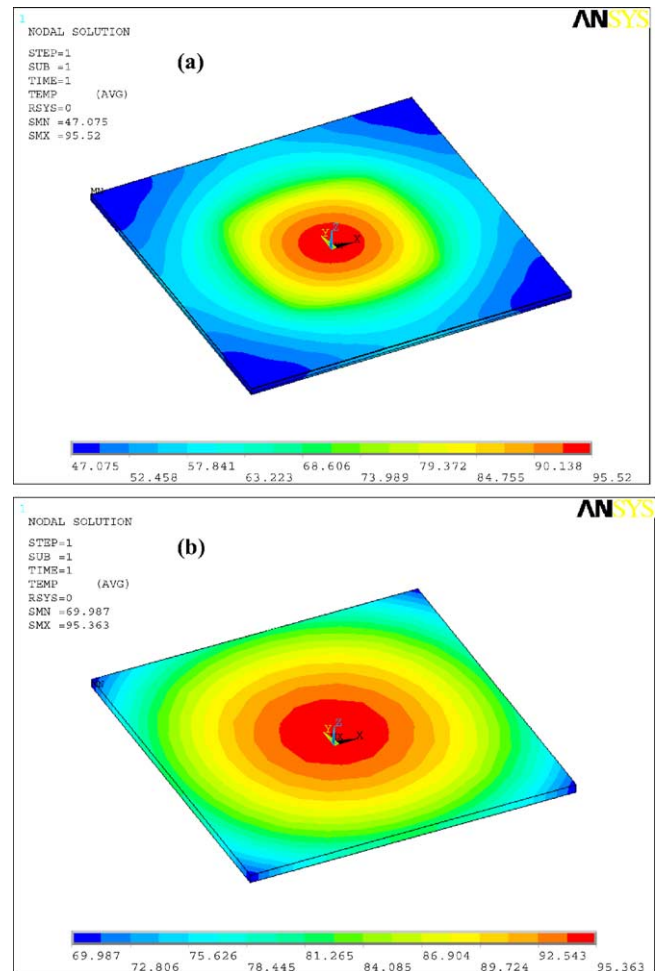 1
ANSYS
NODAL SOLUTION
STEP=1
SUB =1
TIME=1
TEMP (AVG)
RSYS=0
SMN =47.075
SMX =95.52
(a)
MN
Z
Y
X
47.075 57.841 68.606 79.372 90.138
52.458 63.223 73.989 84.755 95.52
1
ANSYS
NODAL SOLUTION
STEP=1
SUB =1
TIME=1
TEMP (AVG)
RSYS=0
SMN =69.987
SMX =95.363
(b)
Z
Y
X
69.987 75.626 81.265 86.904 92.543
72.806 78.445 84.085 89.724 95.363